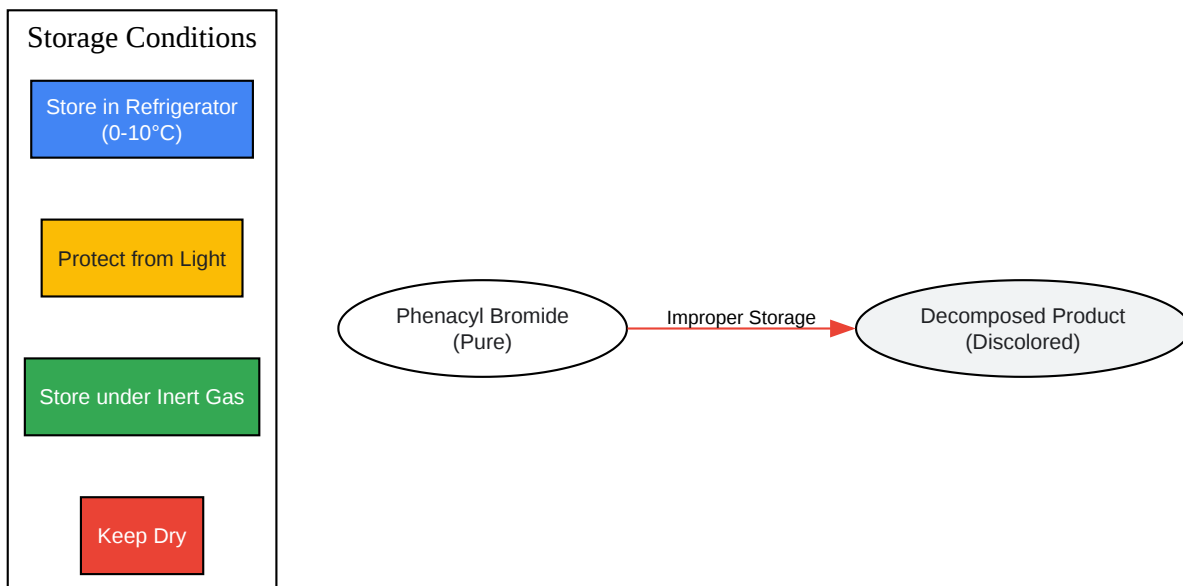 Storage Conditions
Store in Refrigerator
(0-10°C)
Protect from Light
Store under Inert Gas
Keep Dry
Phenacyl Bromide
(Pure)
Improper Storage
Decomposed Product
(Discolored)